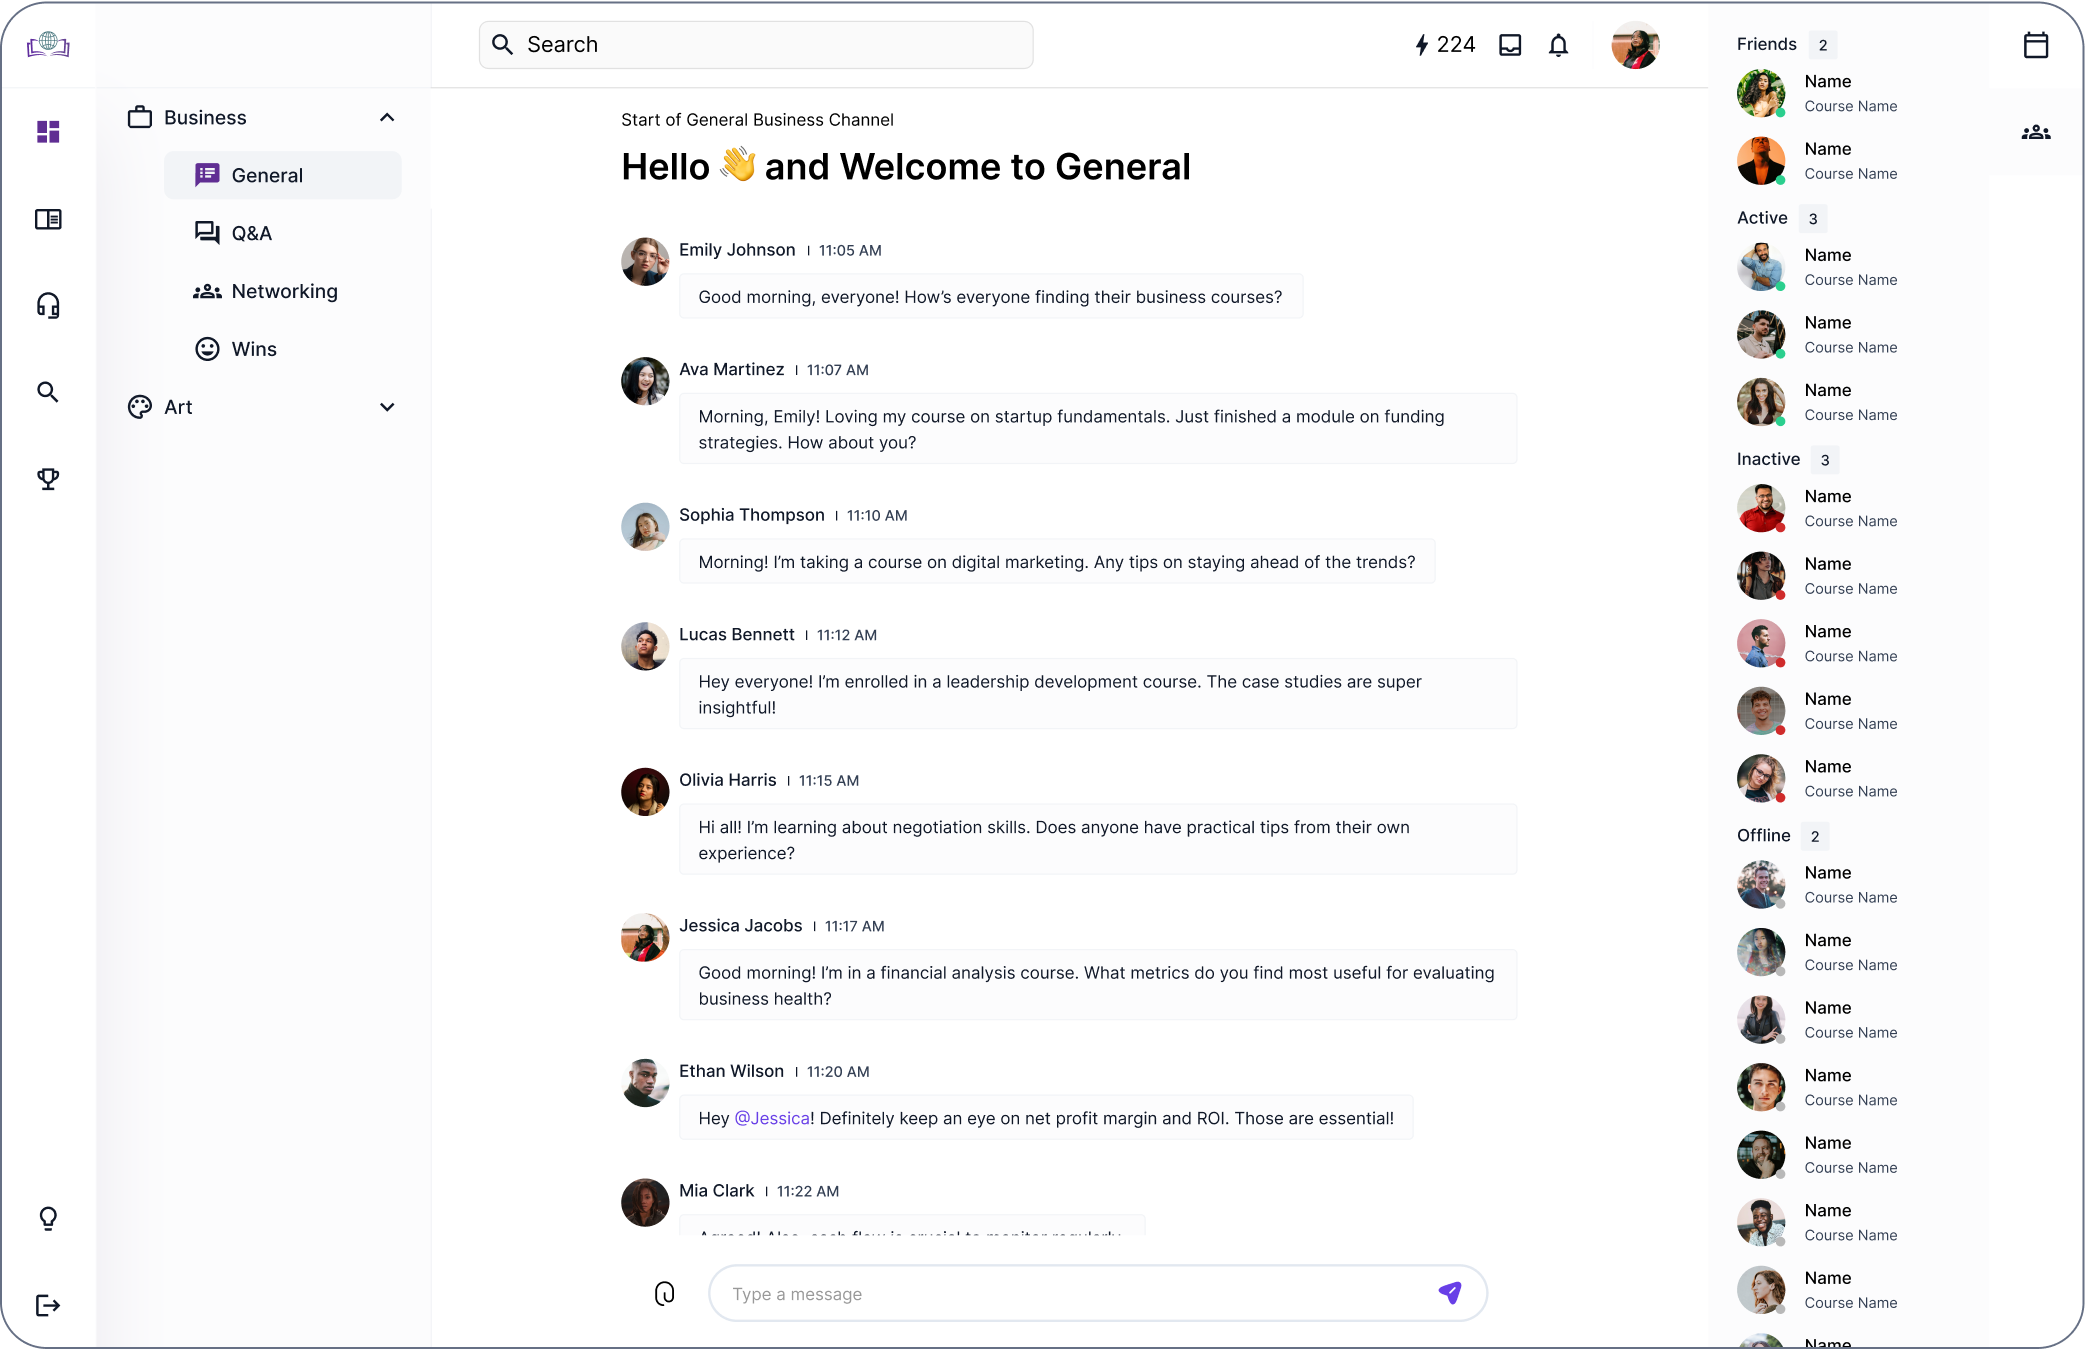 Search
224
Business
General
Q&A
Networking
Wins
Art
Start of General Business Channel
Hello 👋 and Welcome to General
Emily Johnson | 11:05 AM
Good morning, everyone! How’s everyone finding their business courses?
Ava Martinez | 11:07 AM
Morning, Emily! Loving my course on startup fundamentals. Just finished a module on funding
strategies. How about you?
Sophia Thompson | 11:10 AM
Morning! I’m taking a course on digital marketing. Any tips on staying ahead of the trends?
Lucas Bennett | 11:12 AM
Hey everyone! I’m enrolled in a leadership development course. The case studies are super
insightful!
Olivia Harris | 11:15 AM
Hi all! I’m learning about negotiation skills. Does anyone have practical tips from their own
experience?
Jessica Jacobs | 11:17 AM
Good morning! I’m in a financial analysis course. What metrics do you find most useful for evaluating
business health?
Ethan Wilson | 11:20 AM
Hey @Jessica! Definitely keep an eye on net profit margin and ROI. Those are essential!
Mia Clark | 11:22 AM
Agreed! Also, cash flow is crucial to monitor regularly.
Type a message
Friends 2
Name
Course Name
Name
Course Name
Active 3
Name
Course Name
Name
Course Name
Name
Course Name
Inactive 3
Name
Course Name
Name
Course Name
Name
Course Name
Name
Course Name
Name
Course Name
Offline 2
Name
Course Name
Name
Course Name
Name
Course Name
Name
Course Name
Name
Course Name
Name
Course Name
Name
Course Name
Name